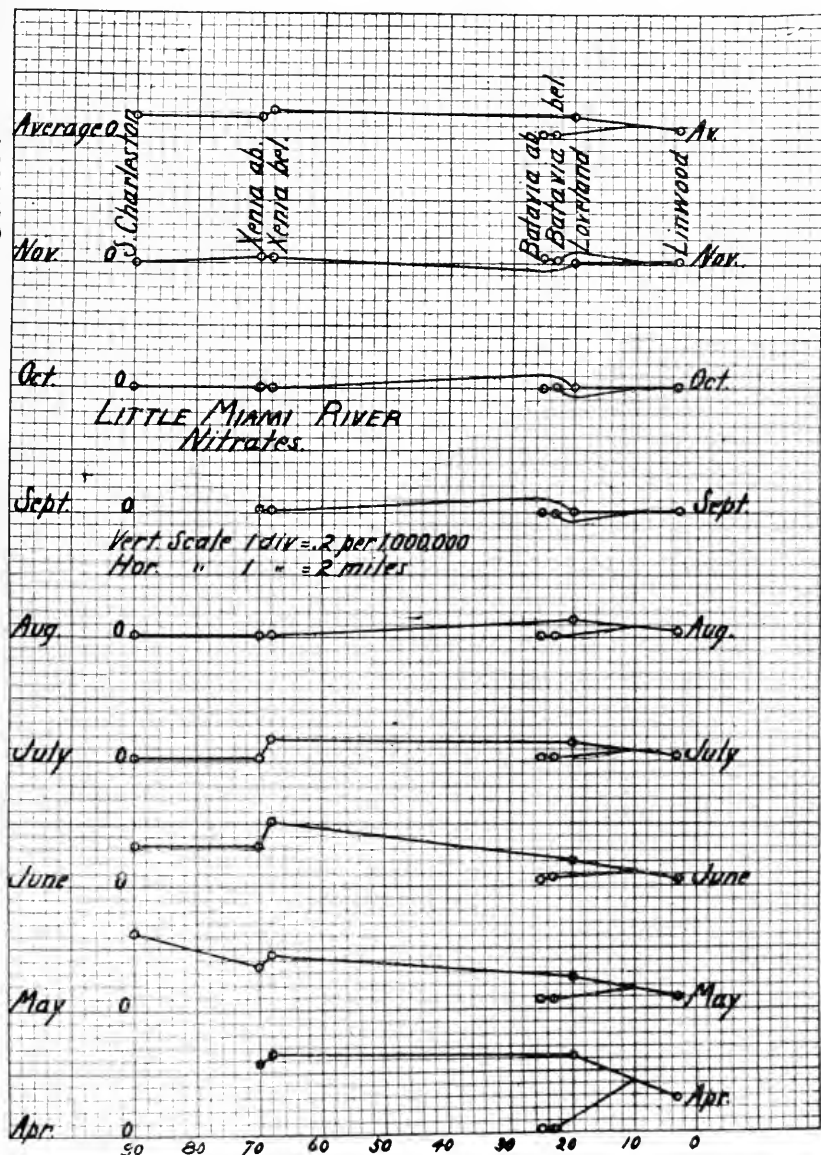 Average 0 Av.
S. Charleston
Xenia ab.
Xenia bel.
Batavia ab.
Batavia bel.
Loveland
Linwood
Nov. 0 Nov.
Oct. 0 Oct.
LITTLE MIAMI RIVER
Nitrates.
Sept. 0 Sept.
Vert. Scale 1 div = .2 per 1,000,000
Hor. " 1 " = 2 miles
Aug. 0 Aug.
July 0 July
June 0 June
May 0 May
Apr. 0 Apr.
90 80 70 60 50 40 30 20 10 0